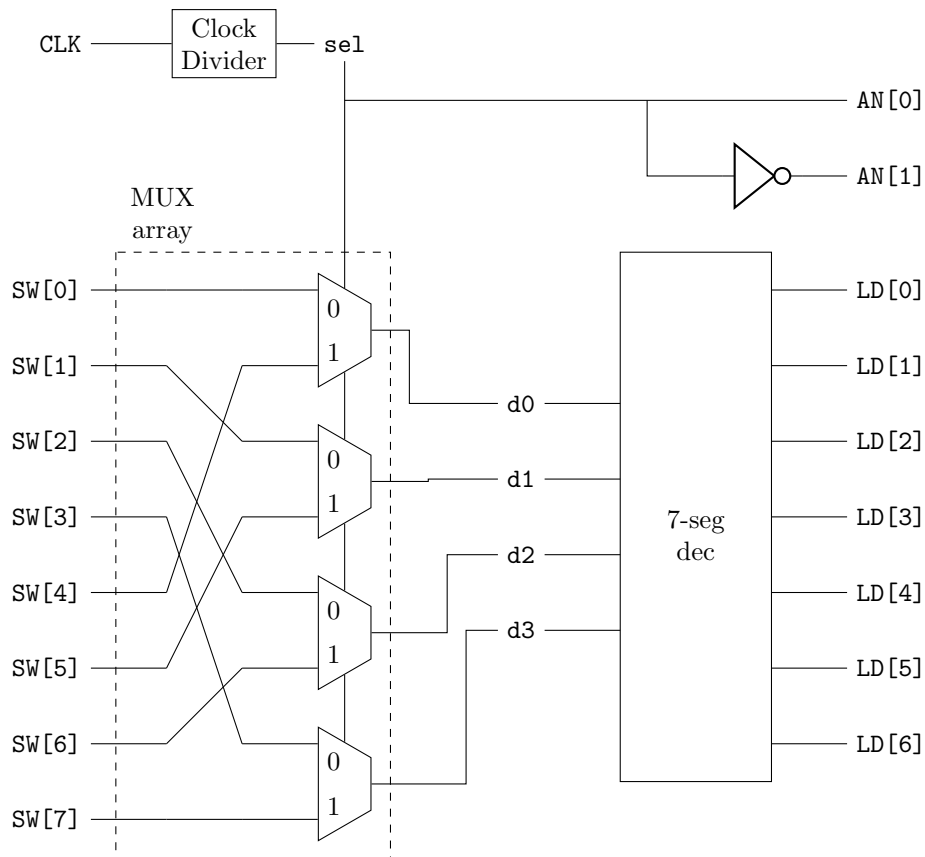 CLK
Clock
Divider
sel
AN[0]
AN[1]
MUX
array
SW[0]
SW[1]
SW[2]
SW[3]
SW[4]
SW[5]
SW[6]
SW[7]
0
1
0
1
0
1
0
1
d0
d1
d2
d3
7-seg
dec
LD[0]
LD[1]
LD[2]
LD[3]
LD[4]
LD[5]
LD[6]